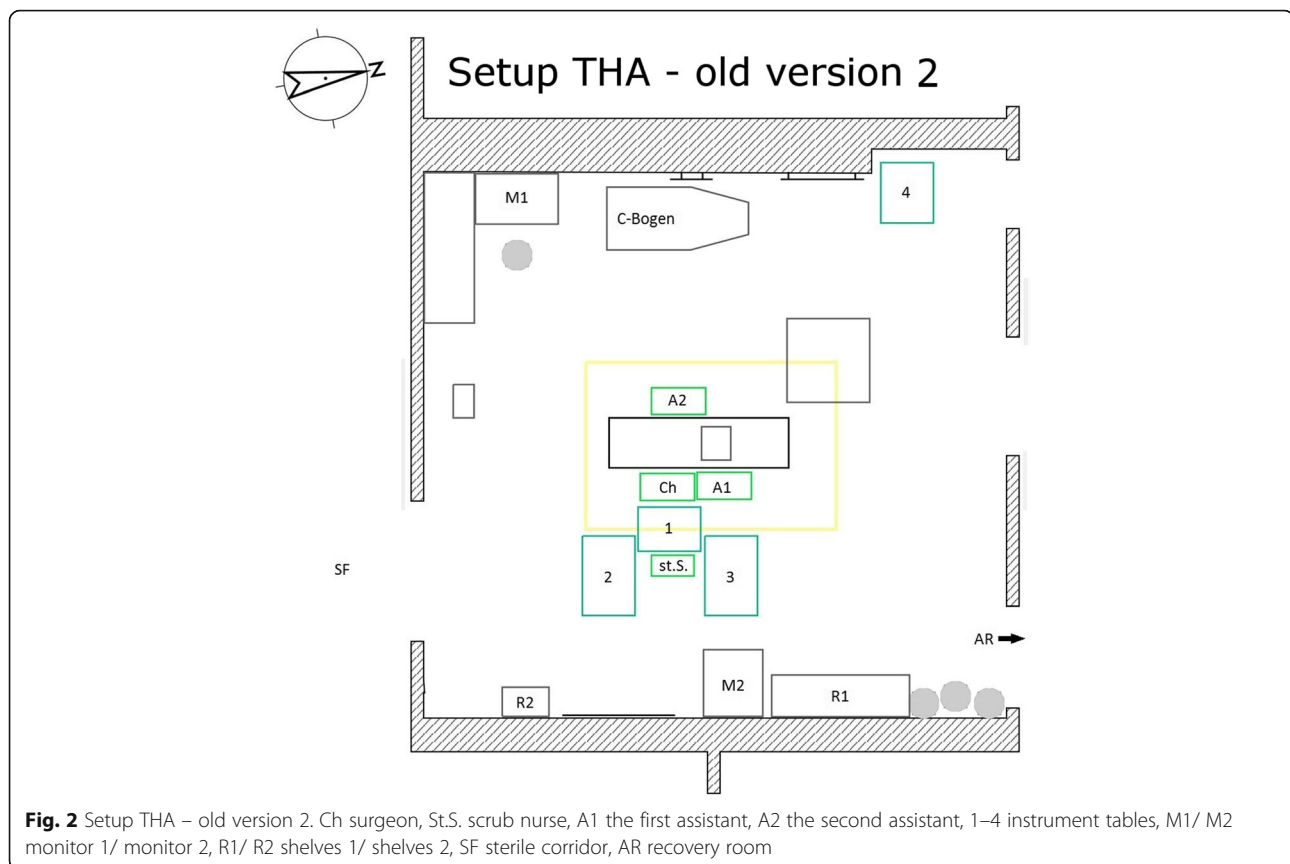 N
Setup THA - old version 2
M1
C-Bogen
4
A2
Ch
A1
1
st.S.
2
3
SF
AR
M2
R1
R2
Fig. 2 Setup THA – old version 2. Ch surgeon, St.S. scrub nurse, A1 the first assistant, A2 the second assistant, 1–4 instrument tables, M1/ M2
monitor 1/ monitor 2, R1/ R2 shelves 1/ shelves 2, SF sterile corridor, AR recovery room